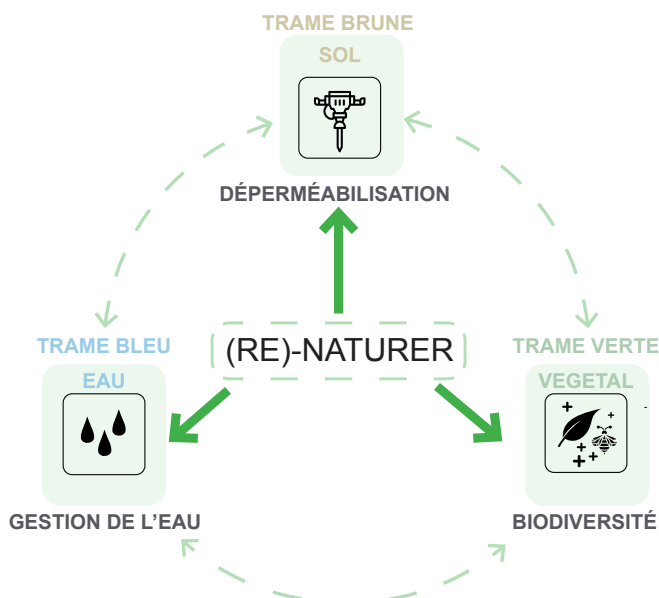 TRAME BRUNE
SOL
DÉPERMÉABILISATION
(RE)-NATURER
TRAME BLEU
EAU
GESTION DE L'EAU
TRAME VERTE
VEGETAL
BIODIVERSITÉ